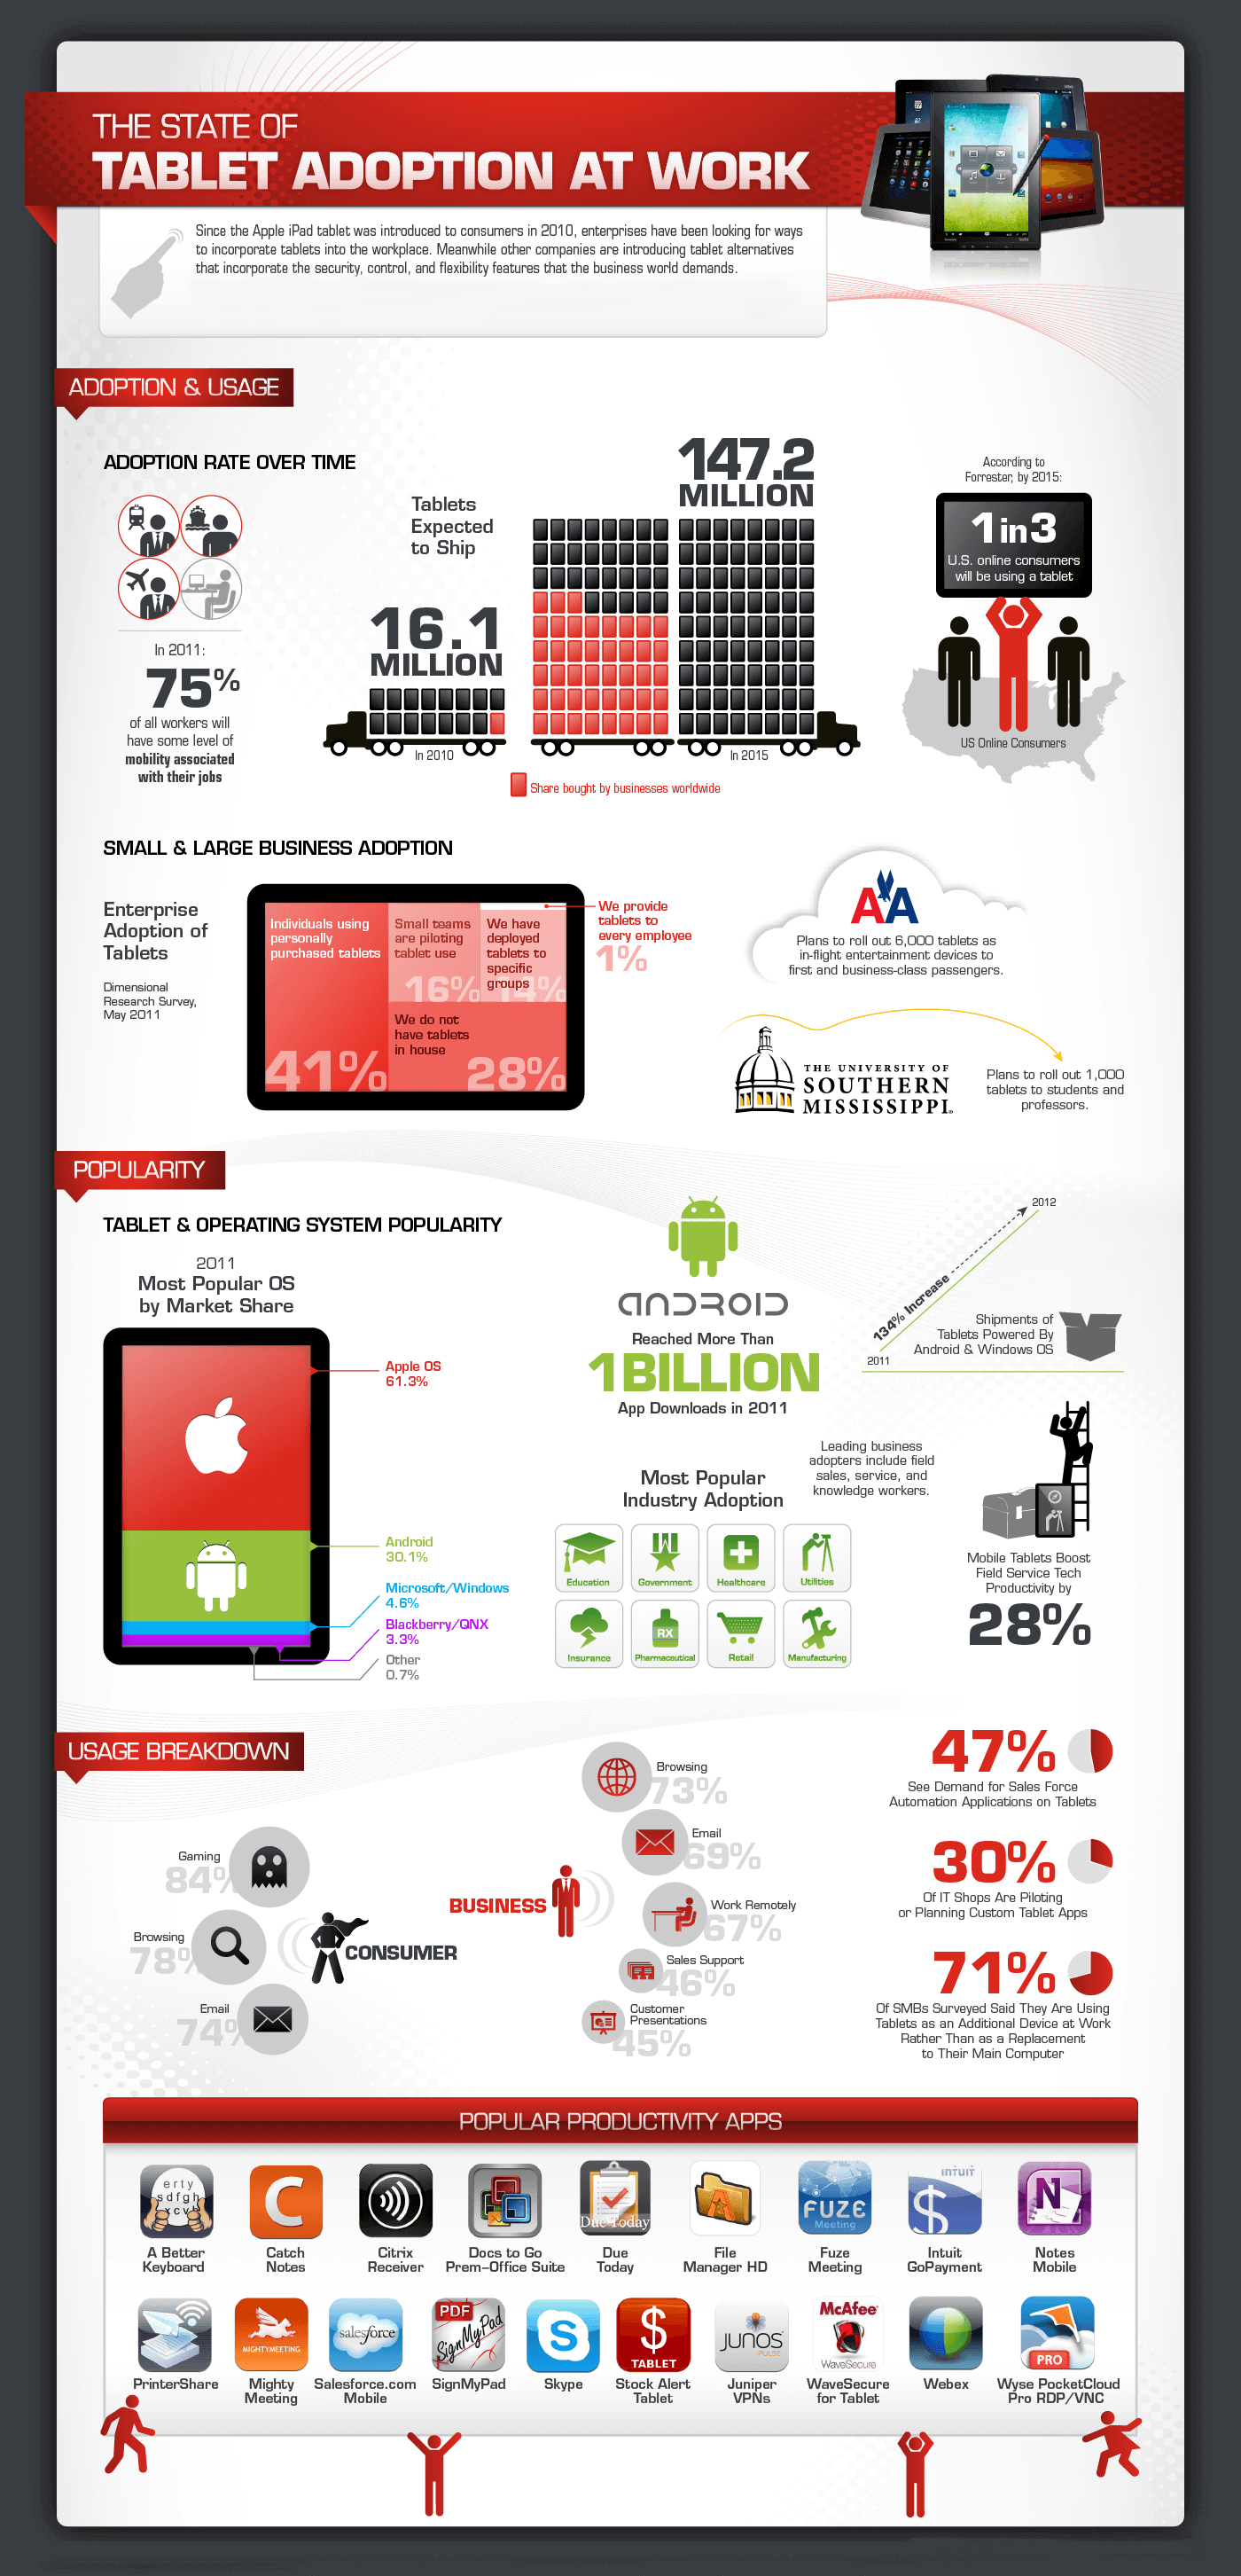 THE STATE OF
TABLET ADOPTION AT WORK
Since the Apple iPad tablet was introduced to consumers in 2010, enterprises have been looking for ways
to incorporate tablets into the workplace. Meanwhile other companies are introducing tablet alternatives
that incorporate the security, control, and flexibility features that the business world demands.
ADOPTION & USAGE
ADOPTION RATE OVER TIME
In 2011:
75%
of all workers will
have some level of
mobility associated
with their jobs
Tablets
Expected
to Ship
16.1
MILLION
In 2010
147.2
MILLION
In 2015
Share bought by businesses worldwide
According to
Forrester, by 2015:
1 in 3
U.S. online consumers
will be using a tablet
US Online Consumers
SMALL & LARGE BUSINESS ADOPTION
Enterprise
Adoption of
Tablets
Dimensional
Research Survey,
May 2011
Individuals using
personally
purchased tablets
41%
Small teams
are piloting
tablet use
16%
We have
deployed
tablets to
specific
groups
14%
We do not
have tablets
in house
28%
We provide
tablets to
every employee
1%
AA
Plans to roll out 6,000 tablets as
in-flight entertainment devices to
first and business-class passengers.
THE UNIVERSITY OF
SOUTHERN
MISSISSIPPI.
Plans to roll out 1,000
tablets to students and
professors.
POPULARITY
TABLET & OPERATING SYSTEM POPULARITY
2011
Most Popular OS
by Market Share
Apple OS
61.3%
Android
30.1%
Microsoft/Windows
4.6%
Blackberry/QNX
3.3%
Other
0.7%
ANDROID
Reached More Than
1 BILLION
App Downloads in 2011
2012
134% Increase
2011
Shipments of
Tablets Powered By
Android & Windows OS
Most Popular
Industry Adoption
Education
Government
Healthcare
Utilities
Insurance
RX
Pharmaceutical
Retail
Manufacturing
Leading business
adopters include field
sales, service, and
knowledge workers.
Mobile Tablets Boost
Field Service Tech
Productivity by
28%
USAGE BREAKDOWN
Gaming
84%
Browsing
78%
Email
74%
CONSUMER
BUSINESS
Browsing
73%
Email
69%
Work Remotely
67%
Sales Support
46%
Customer
Presentations
45%
47%
See Demand for Sales Force
Automation Applications on Tablets
30%
Of IT Shops Are Piloting
or Planning Custom Tablet Apps
71%
Of SMBs Surveyed Said They Are Using
Tablets as an Additional Device at Work
Rather Than as a Replacement
to Their Main Computer
POPULAR PRODUCTIVITY APPS
erty
sdfgh
xcv
A Better
Keyboard
C
Catch
Notes
Citrix
Receiver
Docs to Go
Prem-Office Suite
Due Today
Due
Today
File
Manager HD
FUZE
Meeting
Fuze
Meeting
INTUIT
$
Intuit
GoPayment
N
Notes
Mobile
PrinterShare
MIGHTYMEETING
Mighty
Meeting
salesforce
Salesforce.com
Mobile
PDF
SignMyPad
SignMyPad
S
Skype
$
TABLET
Stock Alert
Tablet
JUNOS
PULSE
Juniper
VPNs
McAfee
WaveSecure
WaveSecure
for Tablet
Webex
PRO
Wyse PocketCloud
Pro RDP/VNC